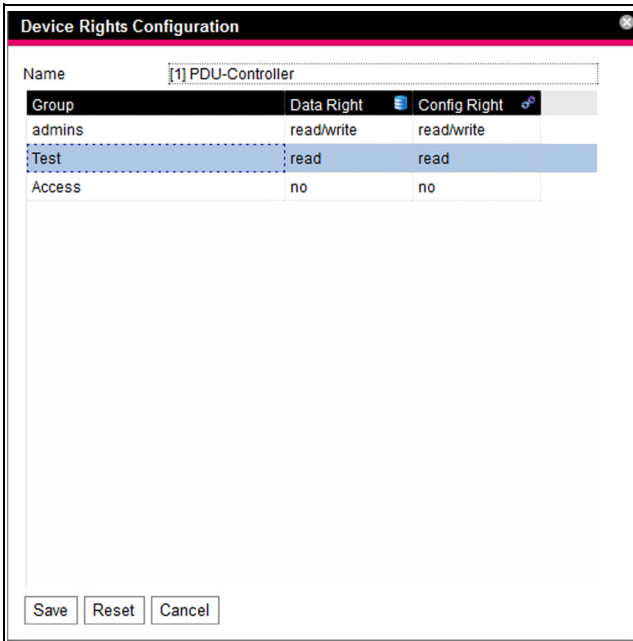 Device Rights Configuration
Name [1] PDU-Controller
Group Data Right Config Right
admins read/write read/write
Test read read
Access no no
Save Reset Cancel